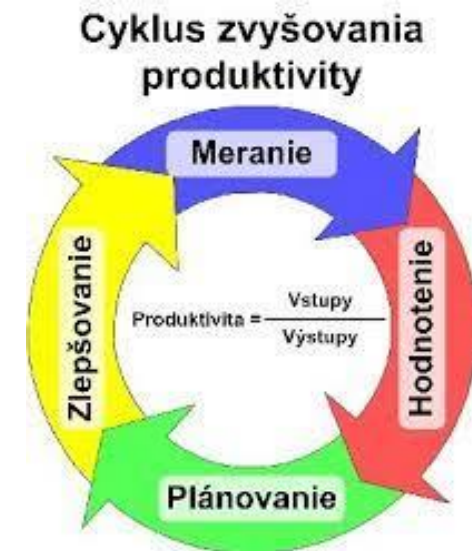 Cyklus zvyšovania
produktivity
Meranie
Hodnotenie
Plánovanie
Zlepšovanie
Produktivita = Vstupy
Výstupy